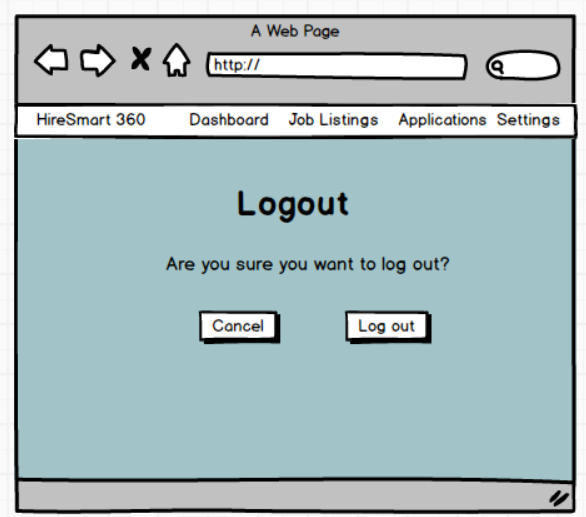 A Web Page
http://
HireSmart 360 Dashboard Job Listings Applications Settings
Logout
Are you sure you want to log out?
Cancel Log out